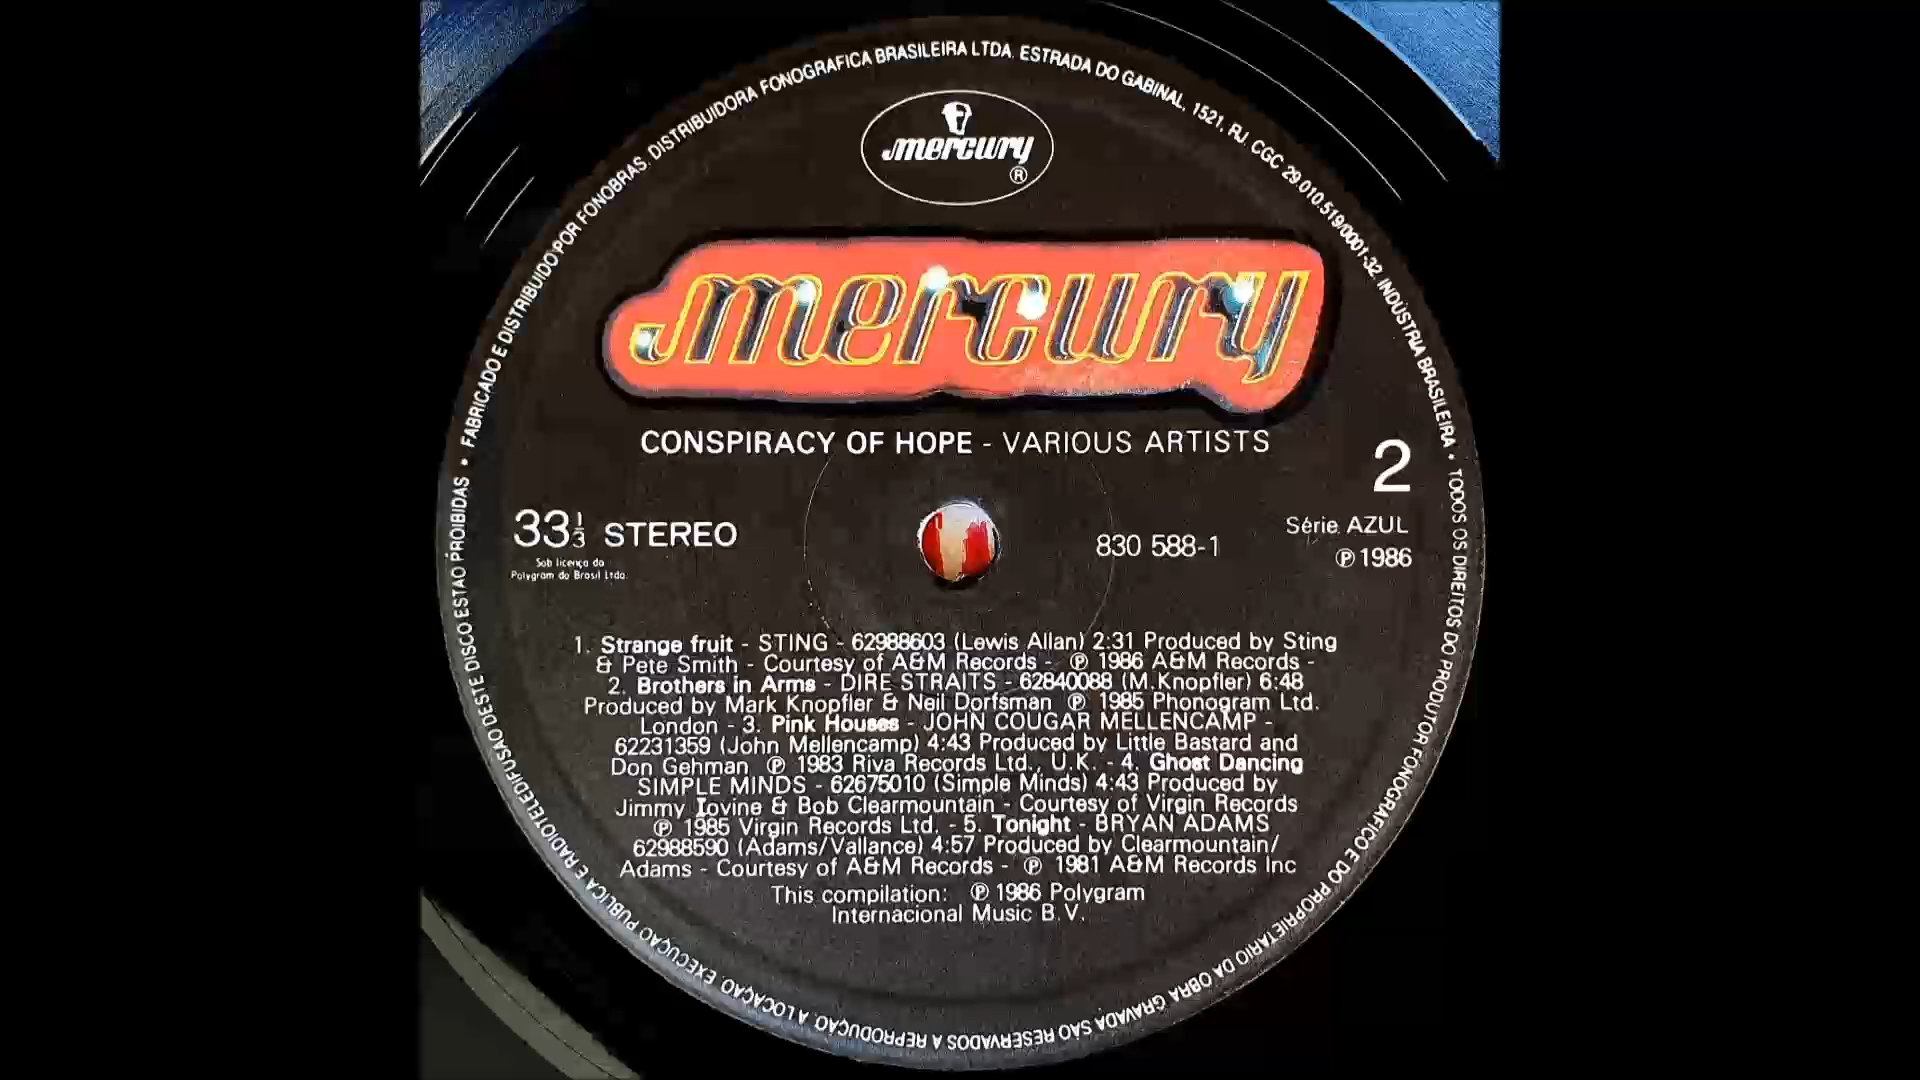 FABRICADO E DISTRIBUIDO POR FONOBRAS. DISTRIBUIDORA FONOGRAFICA BRASILEIRA LTDA. ESTRADA DO GABINAL, 1521, RJ, CGC 29.010.519/0001-32. INDÚSTRIA BRASILEIRA •
TODOS OS DIREITOS DO PRODUTOR FONOGRAFICO E DO PROPRIETARIO DA OBRA GRAVADA SÃO RESERVADOS A REPRODUÇÃO, A LOCAÇÃO, EXECUÇÃO PUBLICA E RADIOTELEDIFUSÃO DESTE DISCO ESTÃO PROIBIDAS •
mercury
®
mercury
CONSPIRACY OF HOPE - VARIOUS ARTISTS
2
33⅓ STEREO
Sob licença da
Polygram do Brasil Ltda.
830 588-1
Série AZUL
℗ 1986
1. Strange fruit - STING - 62988603 (Lewis Allan) 2:31 Produced by Sting
& Pete Smith - Courtesy of A&M Records - ℗ 1986 A&M Records -
2. Brothers in Arms - DIRE STRAITS - 62840088 (M.Knopfler) 6:48
Produced by Mark Knopfler & Neil Dorfsman ℗ 1985 Phonogram Ltd.
London - 3. Pink Houses - JOHN COUGAR MELLENCAMP -
62231359 (John Mellencamp) 4:43 Produced by Little Bastard and
Don Gehman ℗ 1983 Riva Records Ltd., U.K. - 4. Ghost Dancing
SIMPLE MINDS - 62675010 (Simple Minds) 4:43 Produced by
Jimmy Iovine & Bob Clearmountain - Courtesy of Virgin Records
℗ 1985 Virgin Records Ltd. - 5. Tonight - BRYAN ADAMS
62988590 (Adams/Vallance) 4:57 Produced by Clearmountain/
Adams - Courtesy of A&M Records - ℗ 1981 A&M Records Inc
This compilation: ℗ 1986 Polygram
Internacional Music B.V.